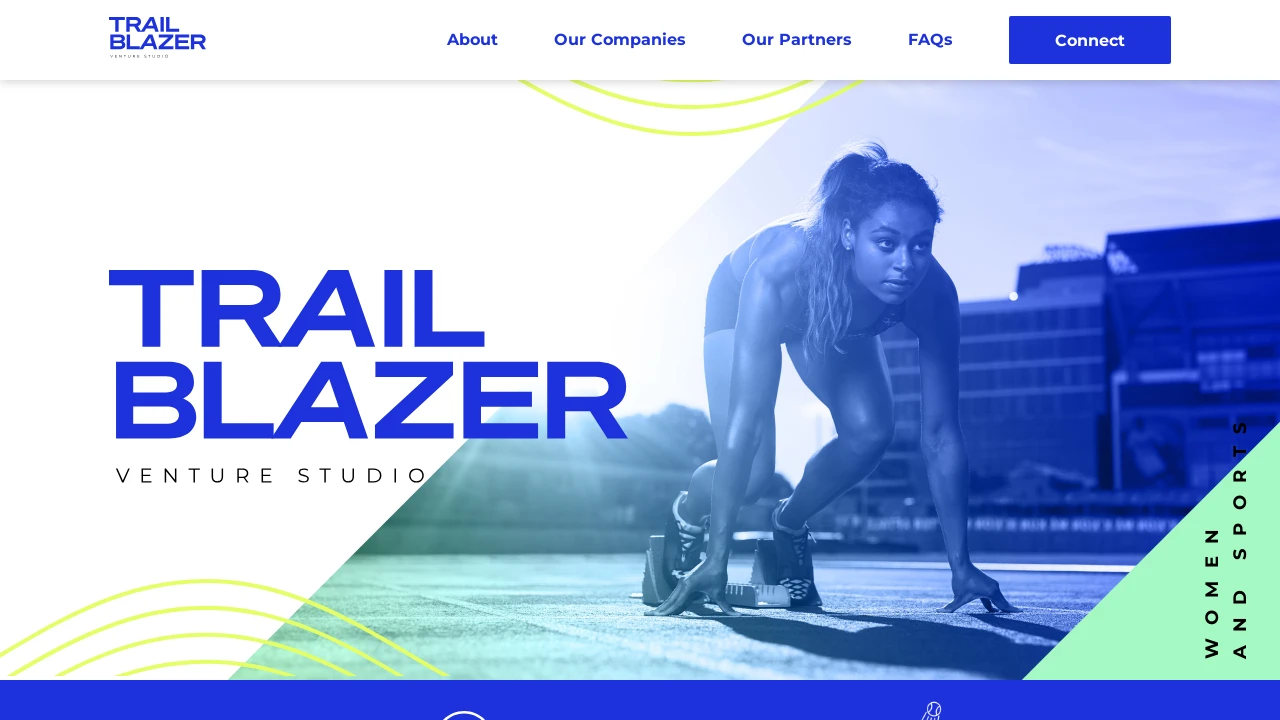 TRAIL
BLAZER
VENTURE STUDIO
About
Our Companies
Our Partners
FAQs
Connect
TRAIL
BLAZER
VENTURE STUDIO
WOMEN
AND SPORTS